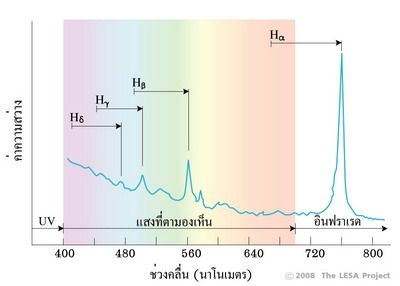 Hα
Hβ
Hγ
Hδ
ค่าความสว่าง
UV แสงที่ตามองเห็น อินฟราเรด
400 480 560 640 720 800
ช่วงคลื่น (นาโนเมตร)
© 2008 The LESA Project